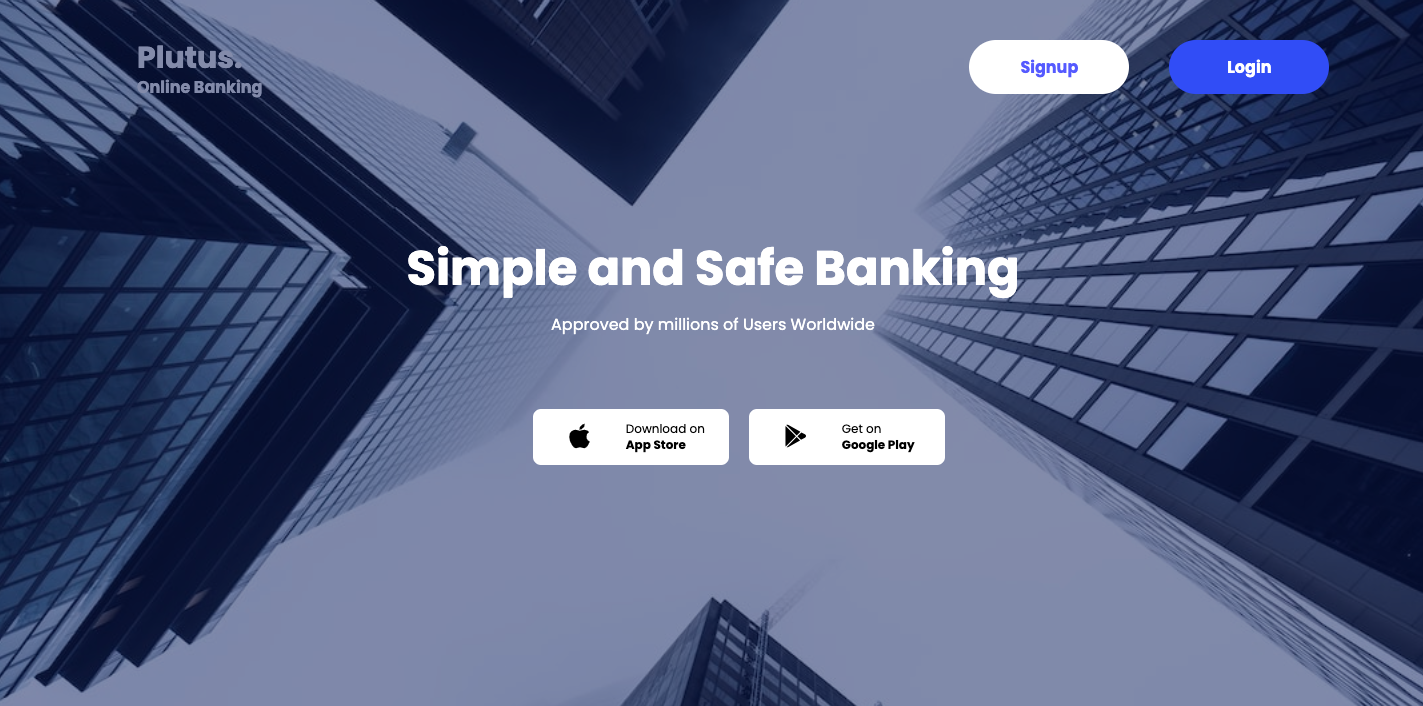 Plutus.
Online Banking
Signup
Login
Simple and Safe Banking
Approved by millions of Users Worldwide
Download on
App Store
Get on
Google Play